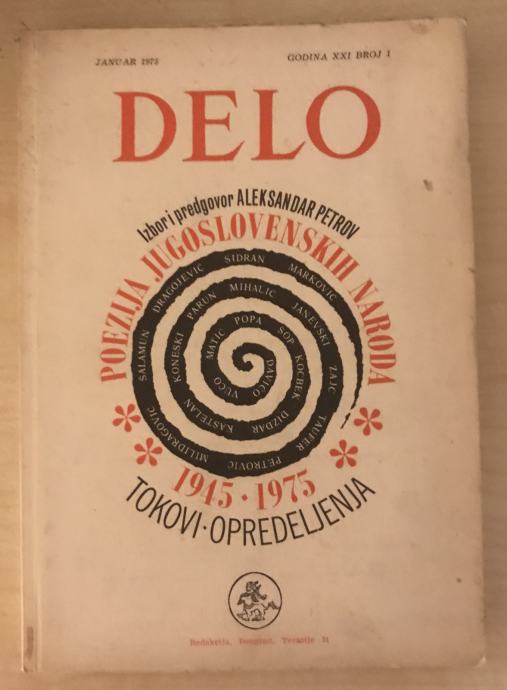 JANUAR 1975
GODINA XXI BROJ 1
DELO
Izbor i predgovor ALEKSANDAR PETROV
POEZIJA JUGOSLOVENSKIH NARODA
DAVIČO VUČO MATIĆ POPA ŠOP KOCBEK DIZDAR KAŠTELAN KONESKI PARUN MIHALIĆ JANEVSKI ZAJC TAUFER PETROVIĆ MILIDRAGOVIĆ ŠALAMUN DRAGOJEVIĆ SIDRAN MARKOVIĆ
1945 · 1975
TOKOVI · OPREDELJENJA
Redakcija, Beograd, Terazije 31